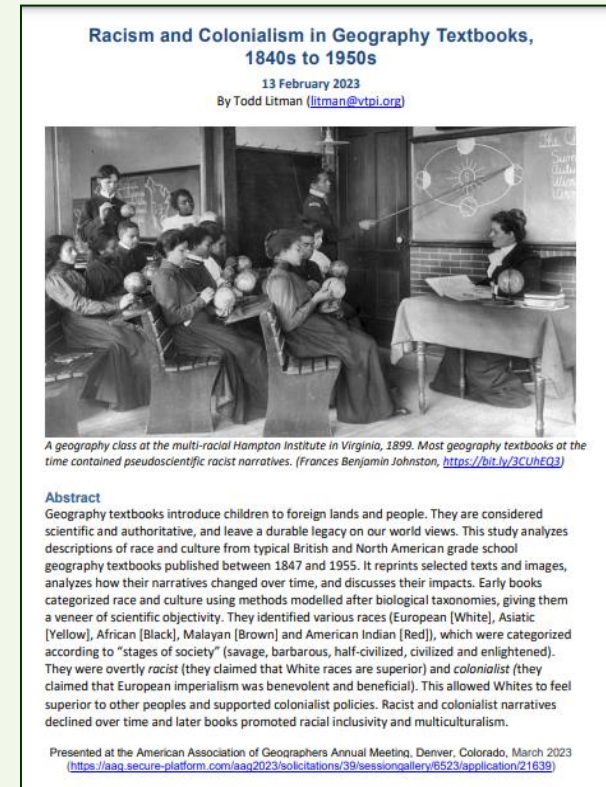 Racism and Colonialism in Geography Textbooks,
1840s to 1950s
13 February 2023
By Todd Litman (litman@vtpi.org)
A geography class at the multi-racial Hampton Institute in Virginia, 1899. Most geography textbooks at the
time contained pseudoscientific racist narratives. (Frances Benjamin Johnston, https://bit.ly/3CUhEQ3)
Abstract
Geography textbooks introduce children to foreign lands and people. They are considered
scientific and authoritative, and leave a durable legacy on our world views. This study analyzes
descriptions of race and culture from typical British and North American grade school
geography textbooks published between 1847 and 1955. It reprints selected texts and images,
analyzes how their narratives changed over time, and discusses their impacts. Early books
categorized race and culture using methods modelled after biological taxonomies, giving them
a veneer of scientific objectivity. They identified various races (European [White], Asiatic
[Yellow], African [Black], Malayan [Brown] and American Indian [Red]), which were categorized
according to “stages of society” (savage, barbarous, half-civilized, civilized and enlightened).
They were overtly racist (they claimed that White races are superior) and colonialist (they
claimed that European imperialism was benevolent and beneficial). This allowed Whites to feel
superior to other peoples and supported colonialist policies. Racist and colonialist narratives
declined over time and later books promoted racial inclusivity and multiculturalism.
Presented at the American Association of Geographers Annual Meeting, Denver, Colorado, March 2023
(https://aag.secure-platform.com/aag2023/solicitations/39/sessiongallery/6523/application/21639)